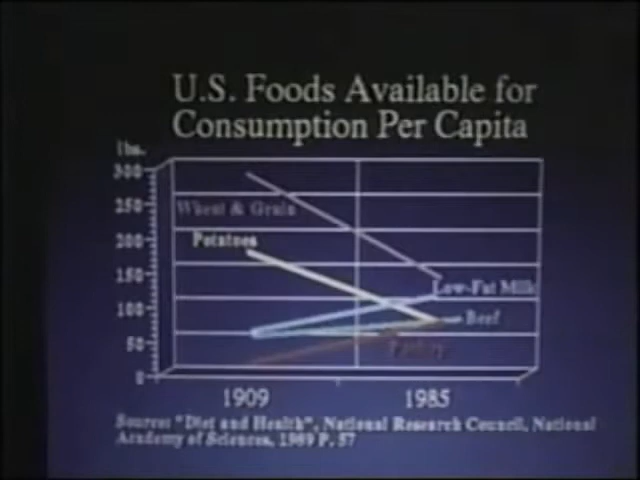 U.S. Foods Available for
Consumption Per Capita
lbs.
300
250
Wheat & Grain
200
Potatoes
150
Low-Fat Milk
100
Beef
50
Poultry
0
1909 1985
Source: "Diet and Health", National Research Council, National
Academy of Sciences, 1989 P. 57